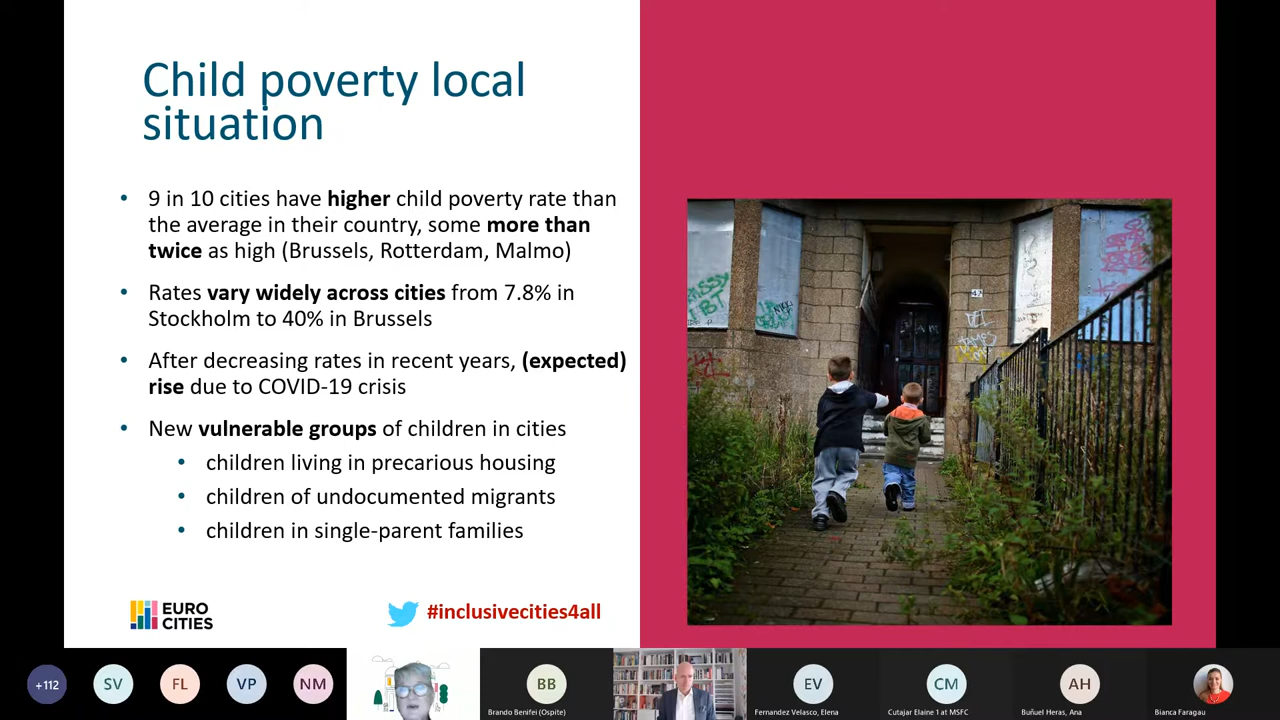 Child poverty local
situation
• 9 in 10 cities have higher child poverty rate than
the average in their country, some more than
twice as high (Brussels, Rotterdam, Malmo)
• Rates vary widely across cities from 7.8% in
Stockholm to 40% in Brussels
• After decreasing rates in recent years, (expected)
rise due to COVID-19 crisis
• New vulnerable groups of children in cities
• children living in precarious housing
• children of undocumented migrants
• children in single-parent families
EURO
CITIES
#inclusivecities4all
+112
SV
FL
VP
NM
BB
Brando Benifei (Ospite)
EV
Fernandez Velasco, Elena
CM
Cutajar Elaine 1 at MSFC
AH
Buñuel Heras, Ana
Bianca Faragau